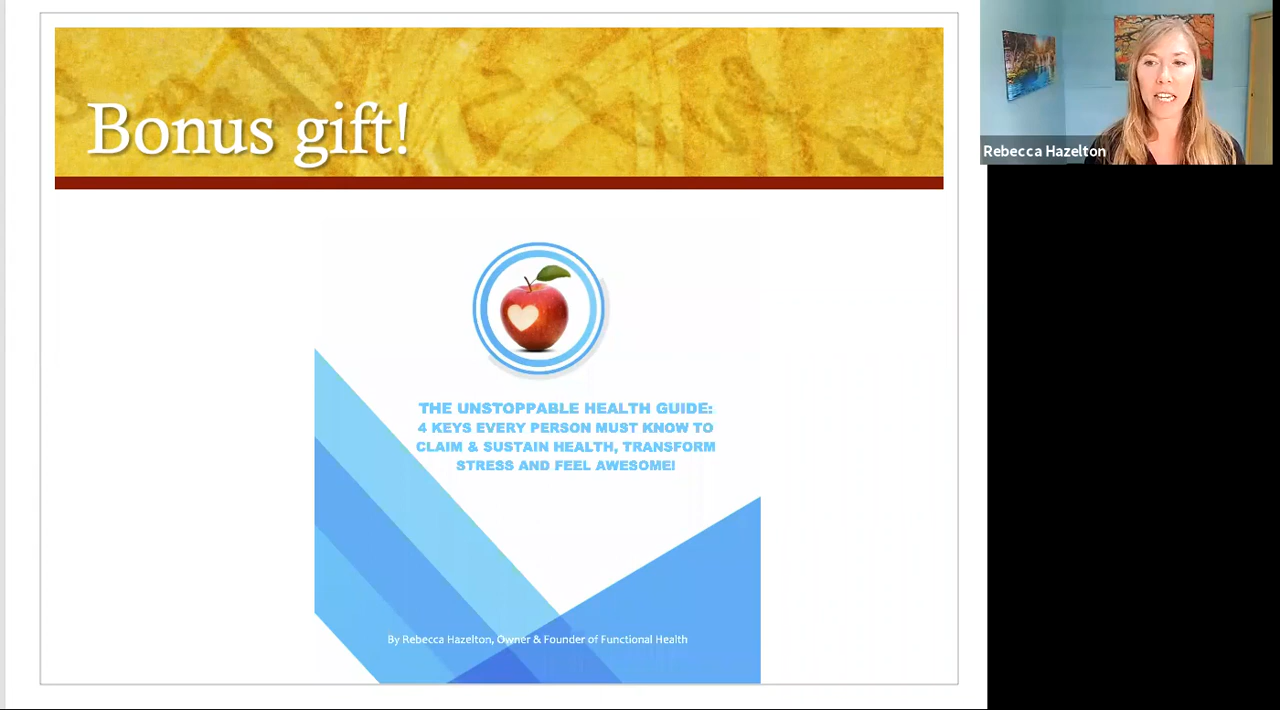 Bonus gift!
Rebecca Hazelton
THE UNSTOPPABLE HEALTH GUIDE:
4 KEYS EVERY PERSON MUST KNOW TO
CLAIM & SUSTAIN HEALTH, TRANSFORM
STRESS AND FEEL AWESOME!
By Rebecca Hazelton, Owner & Founder of Functional Health